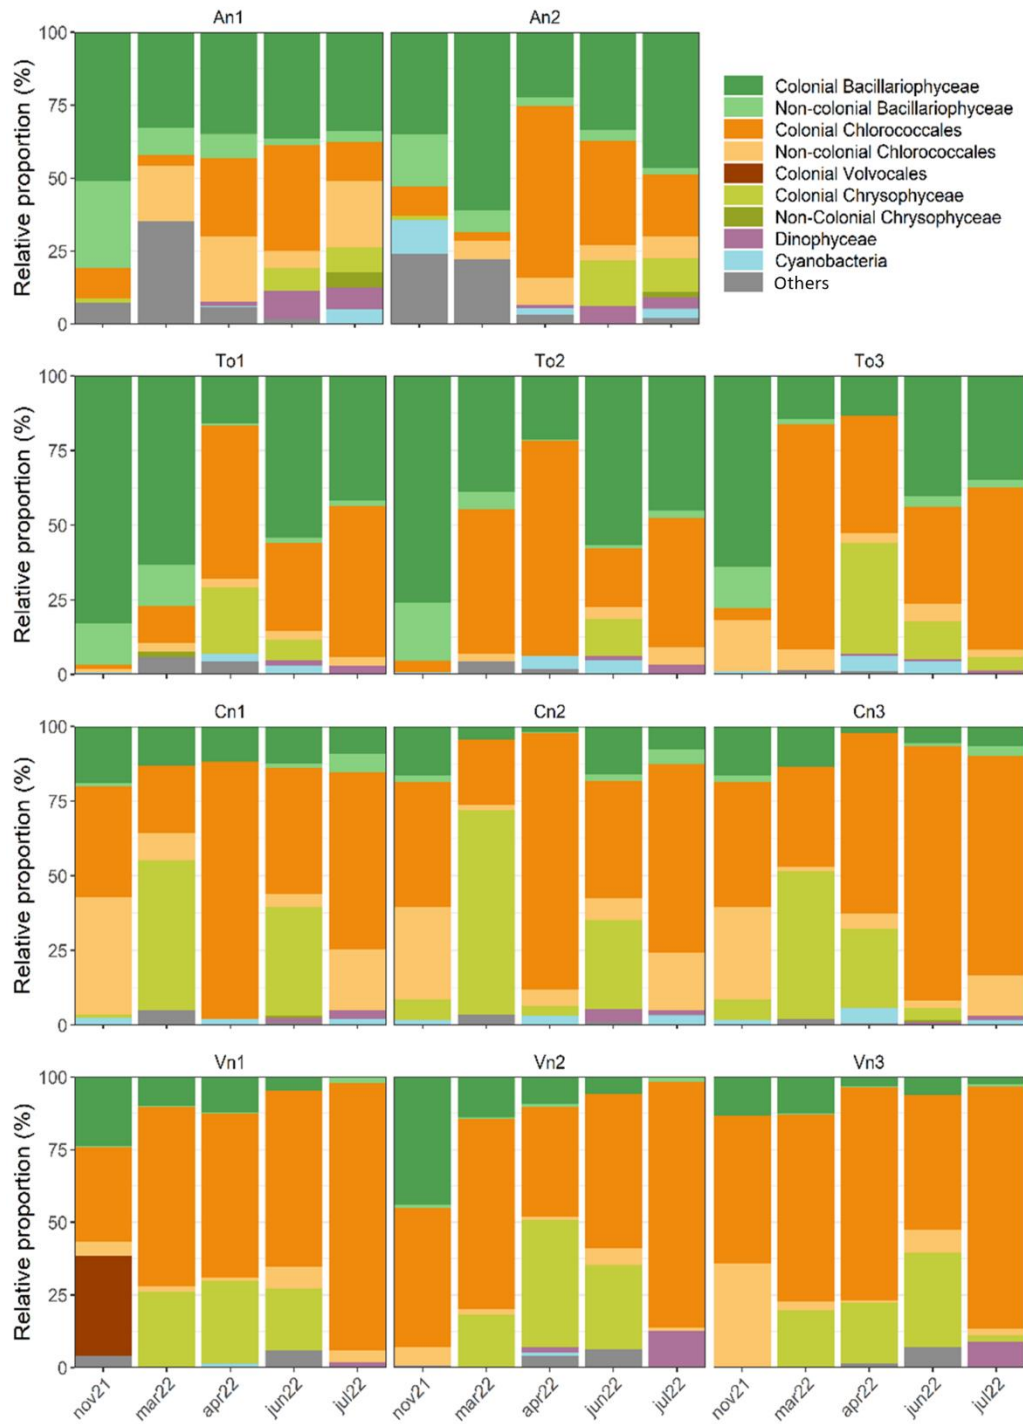 An1 An2
100
75
50
25
0
Relative proportion (%)
Colonial Bacillariophyceae
Non-colonial Bacillariophyceae
Colonial Chlorococcales
Non-colonial Chlorococcales
Colonial Volvocales
Colonial Chrysophyceae
Non-Colonial Chrysophyceae
Dinophyceae
Cyanobacteria
Others
To1 To2 To3
100
75
50
25
0
Relative proportion (%)
Cn1 Cn2 Cn3
100
75
50
25
0
Relative proportion (%)
Vn1 Vn2 Vn3
100
75
50
25
0
Relative proportion (%)
nov21 mar22 apr22 jun22 jul22 nov21 mar22 apr22 jun22 jul22 nov21 mar22 apr22 jun22 jul22